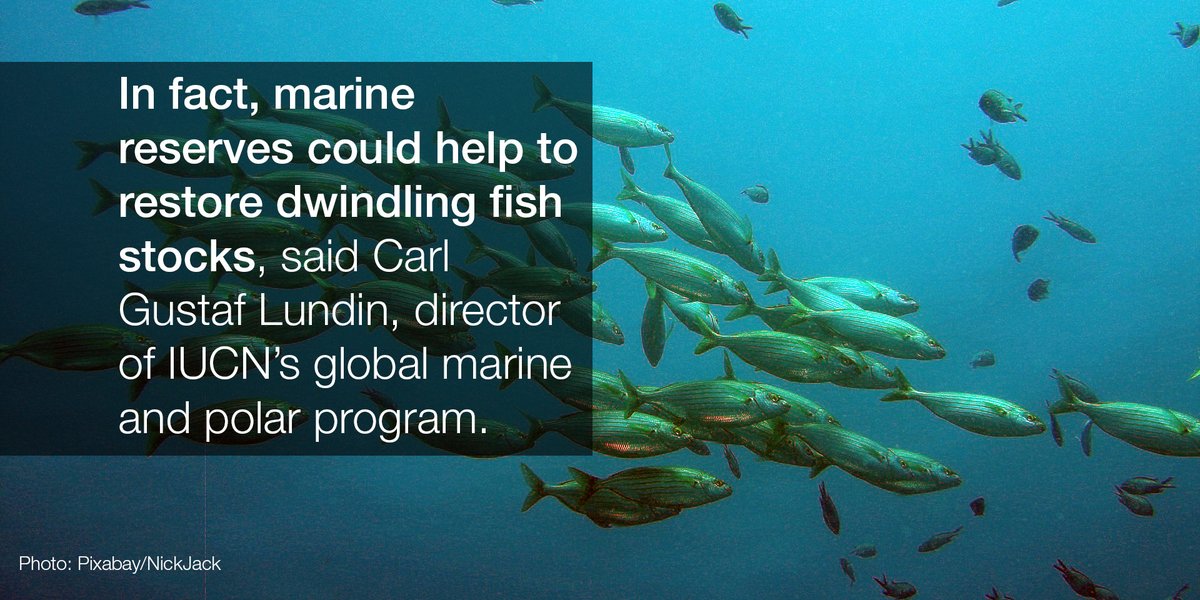 In fact, marine
reserves could help to
restore dwindling fish
stocks, said Carl
Gustaf Lundin, director
of IUCN’s global marine
and polar program.
Photo: Pixabay/NickJack